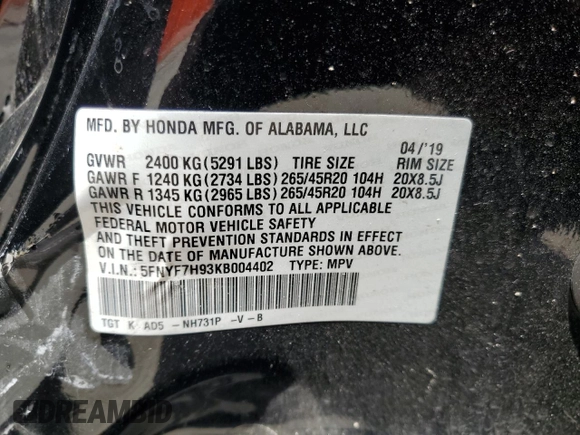 MFD. BY HONDA MFG. OF ALABAMA, LLC
04/'19
GVWR 2400 KG (5291 LBS) TIRE SIZE RIM SIZE
GAWR F 1240 KG (2734 LBS) 265/45R20 104H 20X8.5J
GAWR R 1345 KG (2965 LBS) 265/45R20 104H 20X8.5J
THIS VEHICLE CONFORMS TO ALL APPLICABLE
FEDERAL MOTOR VEHICLE SAFETY
AND THEFT PREVENTION STANDARDS IN EFFECT
ON THE DATE OF MANUFACTURE SHOWN ABOVE.
V.I.N.: 5FNYF7H93KB004402 TYPE: MPV
TGT K AD5 - NH731P -V - B
DREAMBID